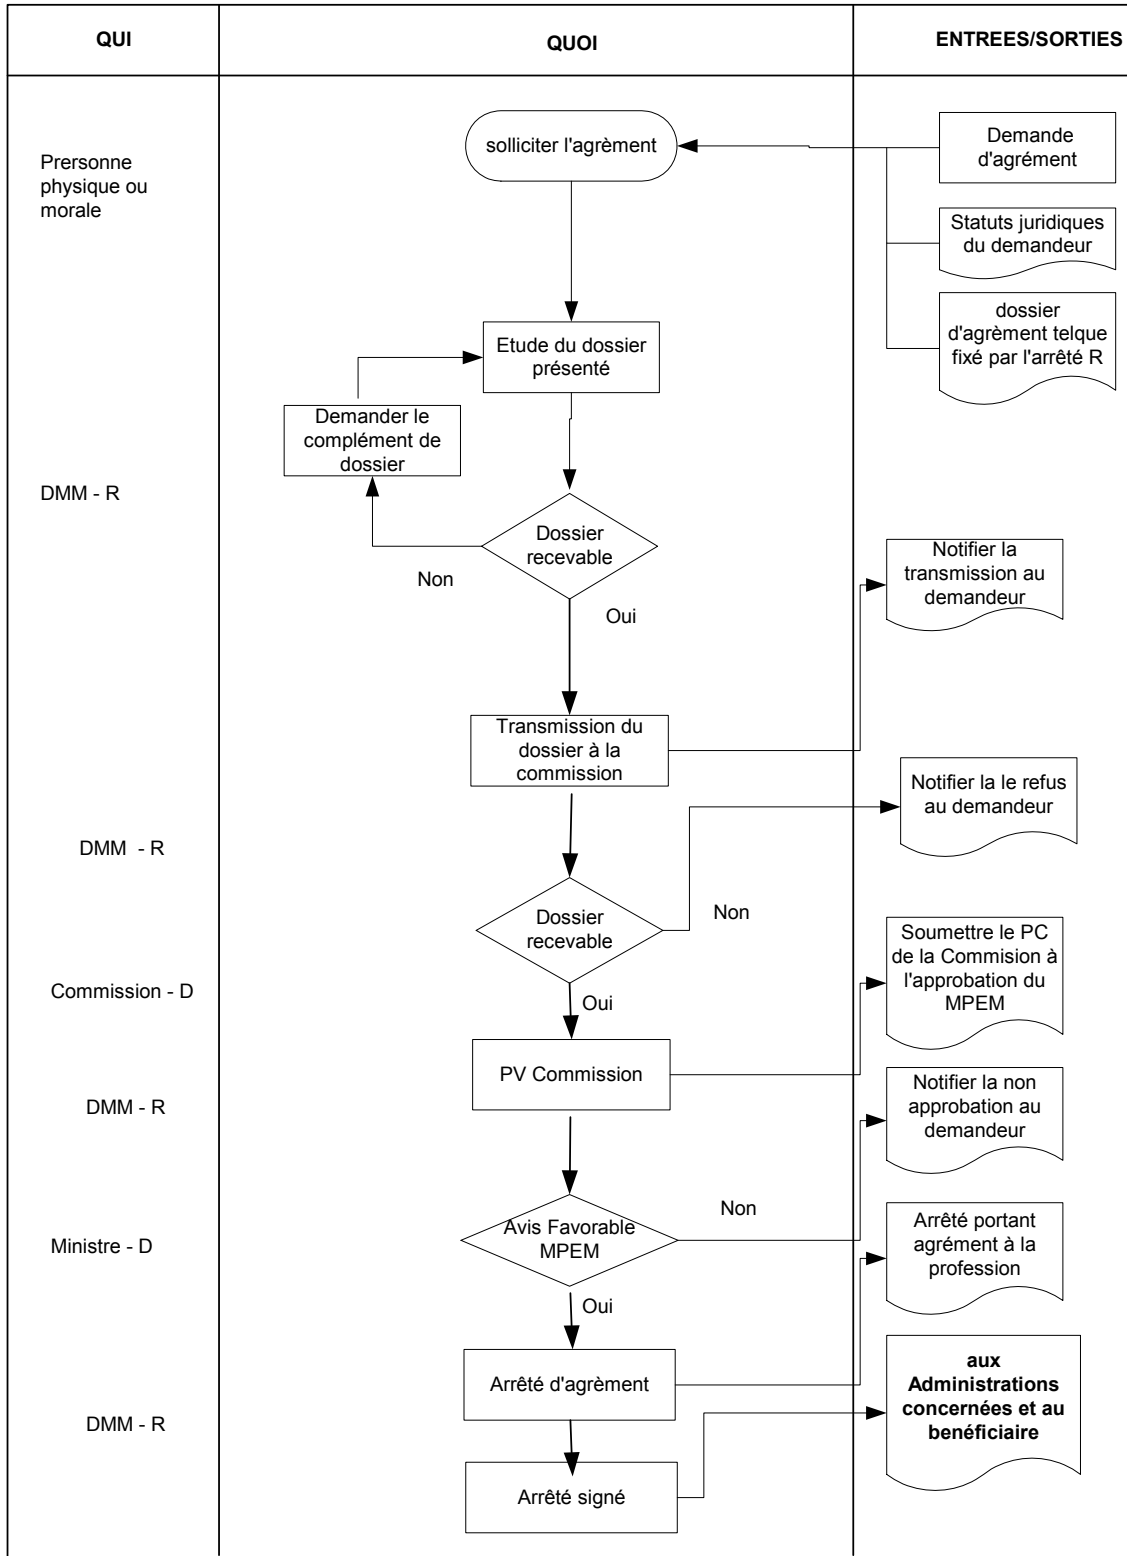 QUI
QUOI
ENTREES/SORTIES
Prersonne
physique ou
morale
solliciter l'agrèment
Demande
d'agrément
Statuts juridiques
du demandeur
dossier
d'agrèment telque
fixé par l'arrêté R
Etude du dossier
présenté
Demander le
complément de
dossier
DMM - R
Dossier
recevable
Non
Oui
Notifier la
transmission au
demandeur
Transmission du
dossier à la
commission
Notifier la le refus
au demandeur
DMM - R
Dossier
recevable
Non
Oui
Soumettre le PC
de la Commision à
l'approbation du
MPEM
Commission - D
PV Commission
Notifier la non
approbation au
demandeur
DMM - R
Avis Favorable
MPEM
Non
Oui
Ministre - D
Arrêté portant
agrément à la
profession
Arrêté d'agrèment
aux
Administrations
concernées et au
benéficiaire
DMM - R
Arrêté signé